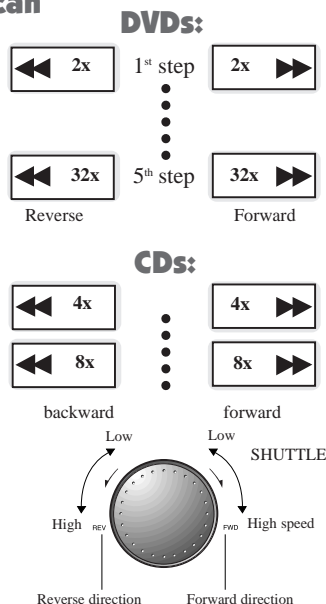 can
DVDs:
2x 1st step 2x
32x 5th step 32x
Reverse Forward
CDs:
4x 4x
8x 8x
backward forward
Low Low
SHUTTLE
High REV FWD High speed
Reverse direction Forward direction